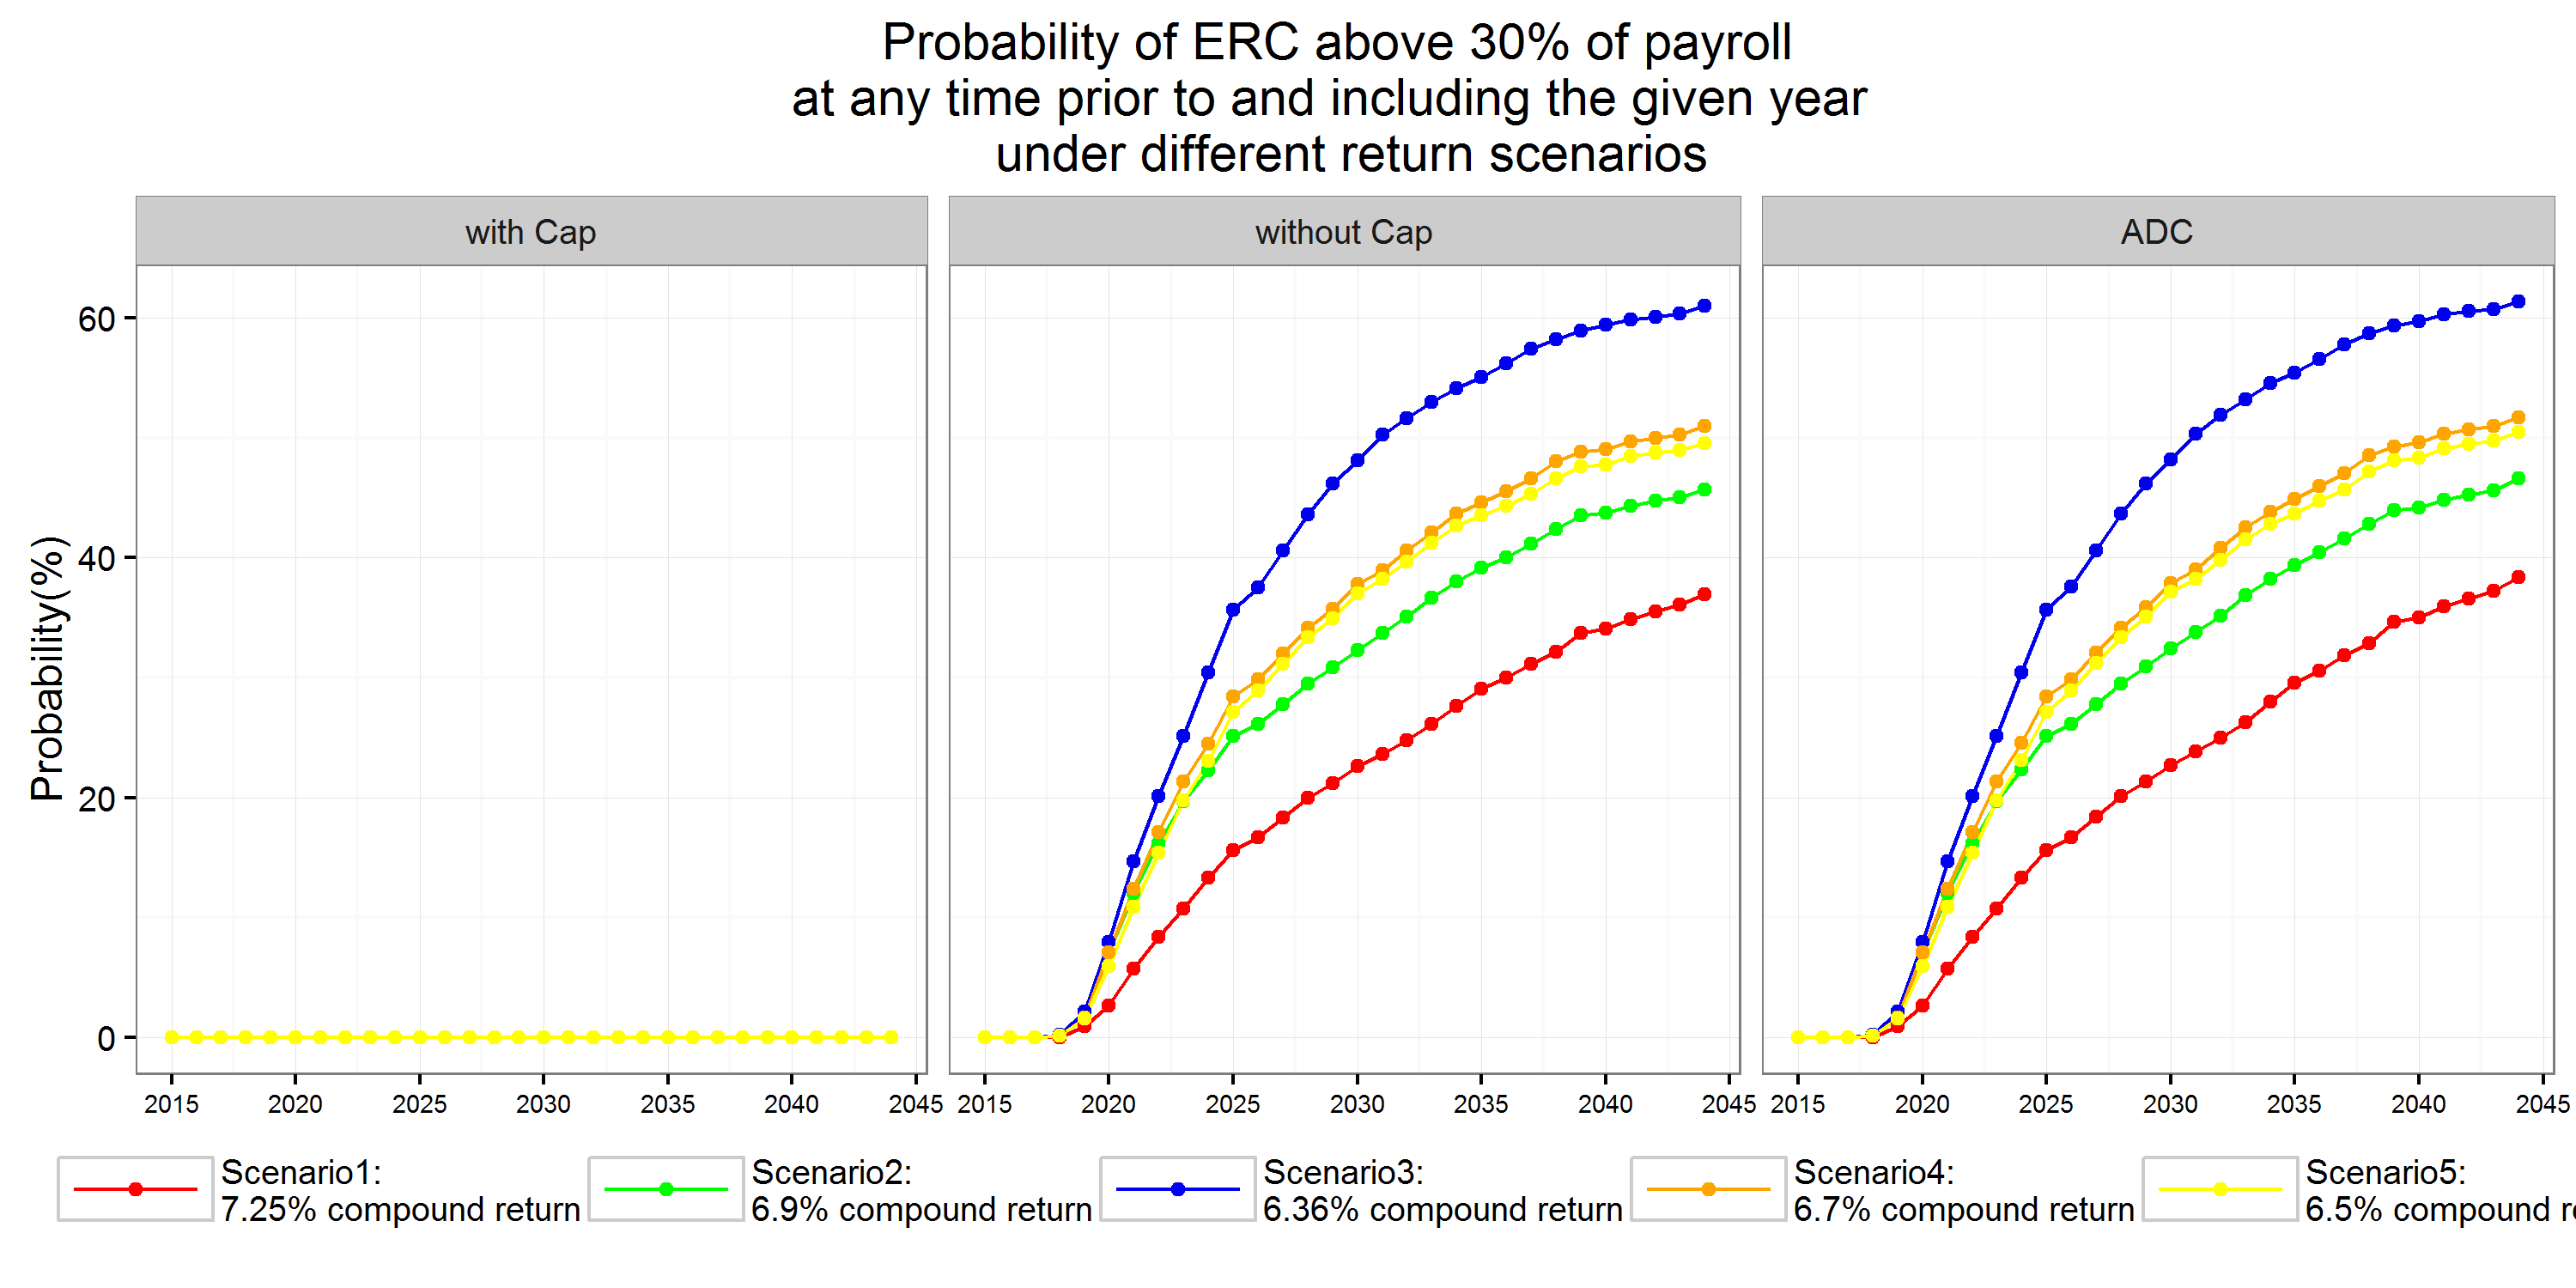 Probability of ERC above 30% of payroll
at any time prior to and including the given year
under different return scenarios
with Cap
without Cap
ADC
Probability(%)
60
40
20
0
2015 2020 2025 2030 2035 2040 2045
2015 2020 2025 2030 2035 2040 2045
2015 2020 2025 2030 2035 2040 2045
Scenario1:
7.25% compound return
Scenario2:
6.9% compound return
Scenario3:
6.36% compound return
Scenario4:
6.7% compound return
Scenario5:
6.5% compound